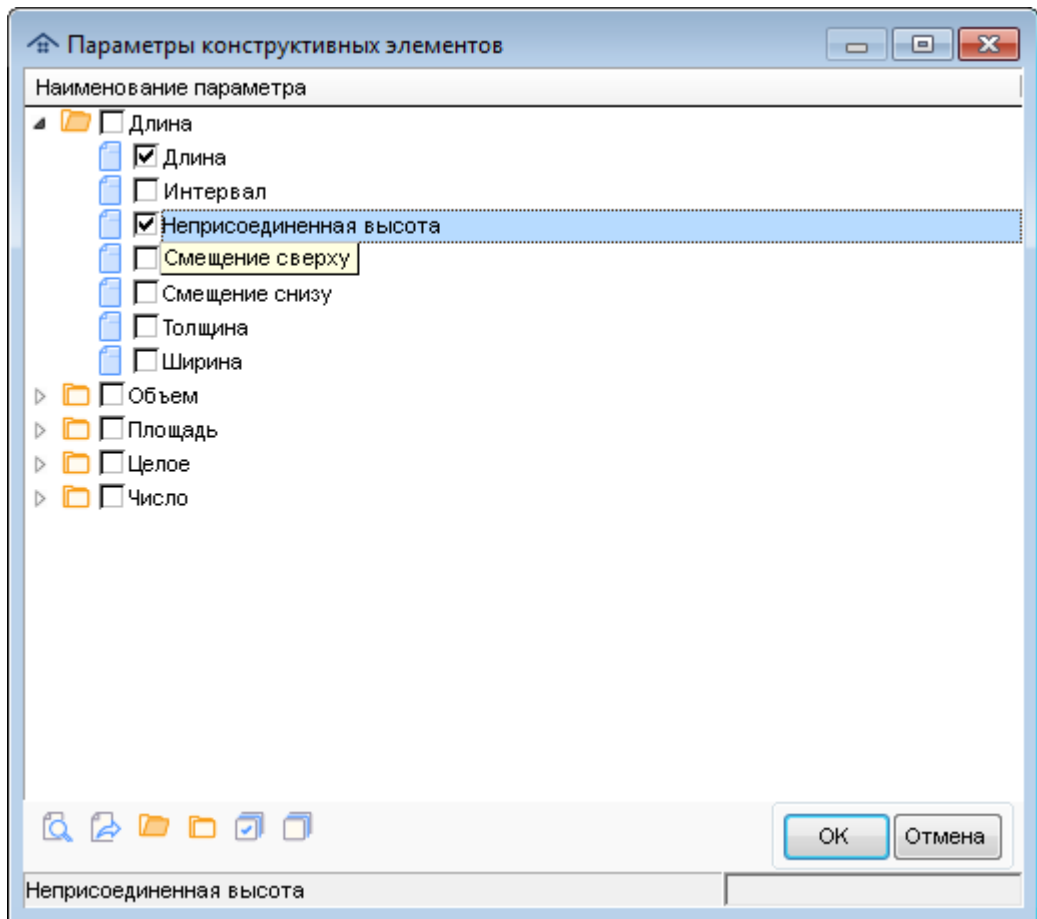 Параметры конструктивных элементов
Наименование параметра
Длина
Длина
Интервал
Неприсоединенная высота
Смещение сверху
Смещение снизу
Толщина
Ширина
Объем
Площадь
Целое
Число
ОК
Отмена
Неприсоединенная высота